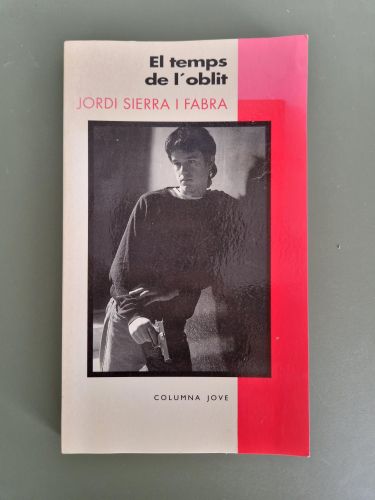 El temps
de l'oblit
JORDI SIERRA I FABRA
COLUMNA JOVE